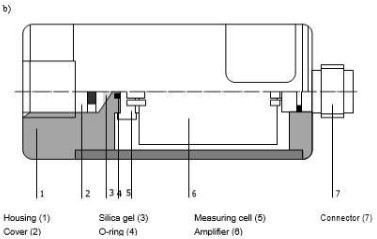 b)
1 2 3 4 5 6 7
Housing (1) Silica gel (3) Measuring cell (5) Connector (7)
Cover (2) O-ring (4) Amplifier (6)